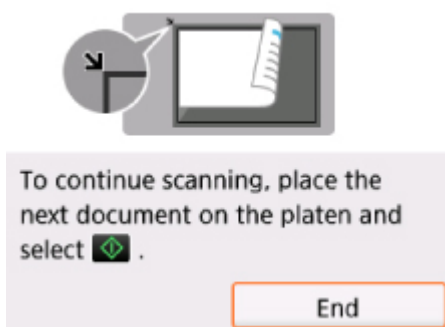 To continue scanning, place the
next document on the platen and
select .
End